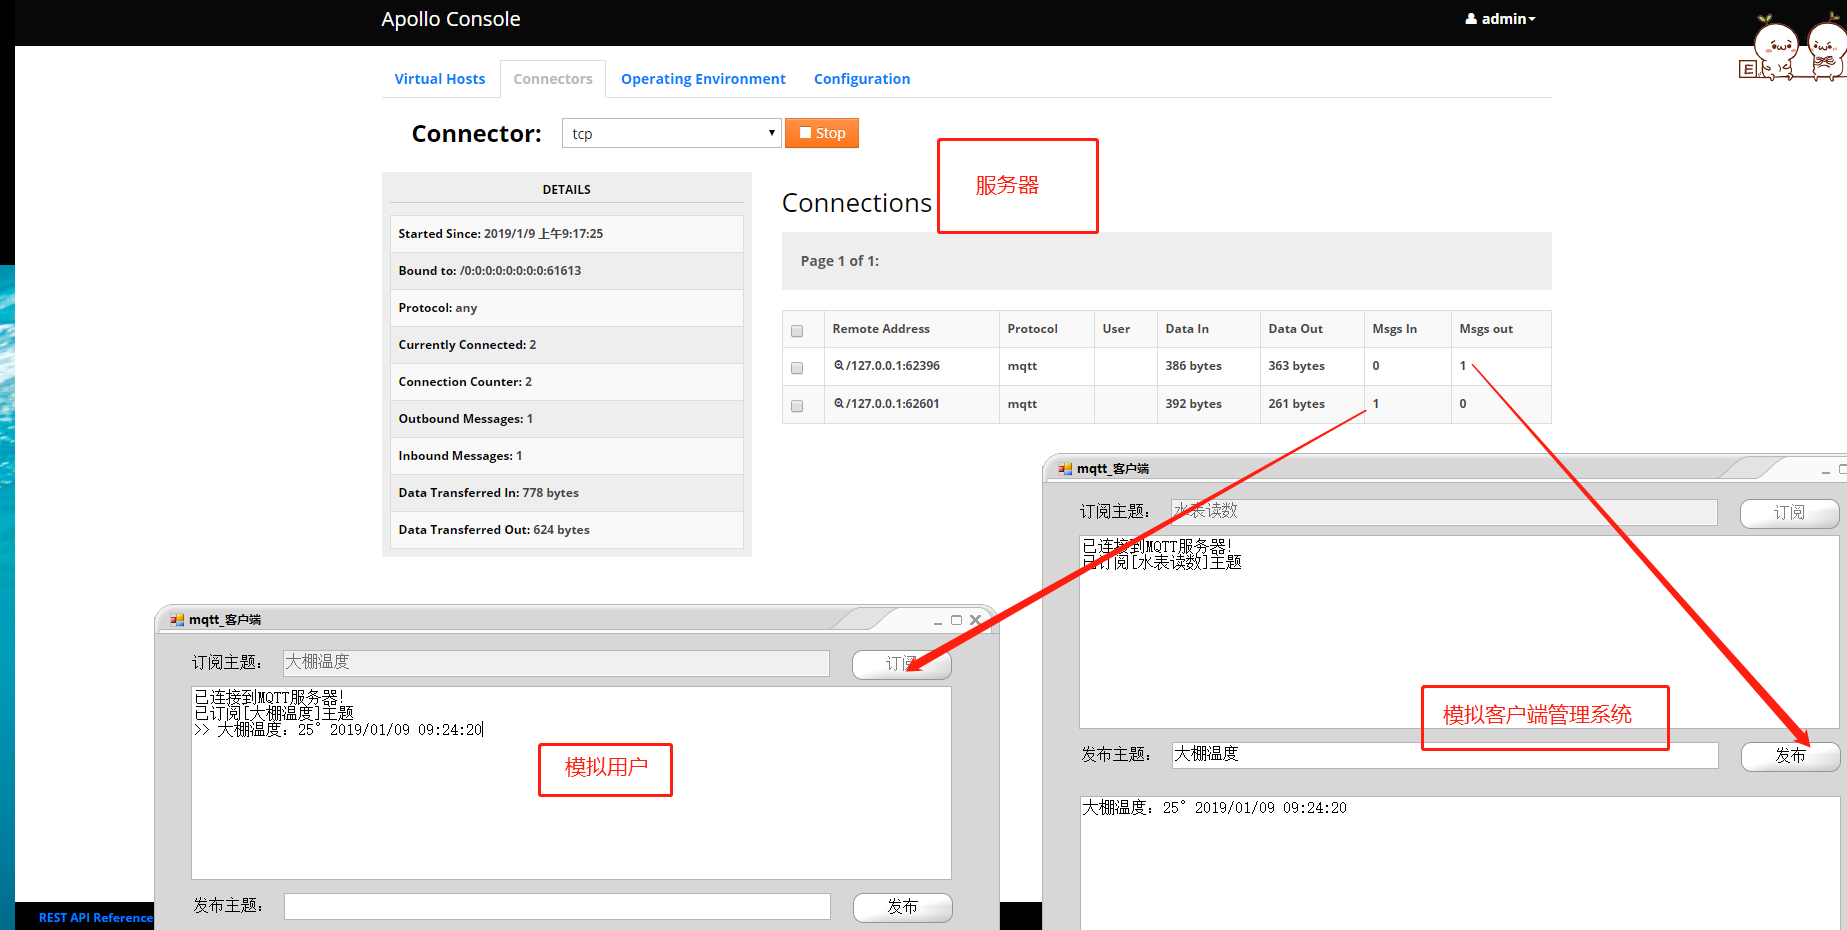 Apollo Console
admin
E
Virtual Hosts
Connectors
Operating Environment
Configuration
Connector:
tcp
Stop
DETAILS
Started Since: 2019/1/9 上午9:17:25
Bound to: /0:0:0:0:0:0:0:0:61613
Protocol: any
Currently Connected: 2
Connection Counter: 2
Outbound Messages: 1
Inbound Messages: 1
Data Transferred In: 778 bytes
Data Transferred Out: 624 bytes
Connections
服务器
Page 1 of 1:
Remote Address Protocol User Data In Data Out Msgs In Msgs out
/127.0.0.1:62396 mqtt 386 bytes 363 bytes 0 1
/127.0.0.1:62601 mqtt 392 bytes 261 bytes 1 0
mqtt_客户端
订阅主题：
水表读数
订阅
已连接到MQTT服务器!
已订阅[水表读数]主题
模拟客户端管理系统
发布主题：
大棚温度
发布
大棚温度：25°2019/01/09 09:24:20
mqtt_客户端
订阅主题：
大棚温度
订阅
已连接到MQTT服务器!
已订阅[大棚温度]主题
>> 大棚温度：25°2019/01/09 09:24:20
模拟用户
发布主题：
发布
REST API Reference